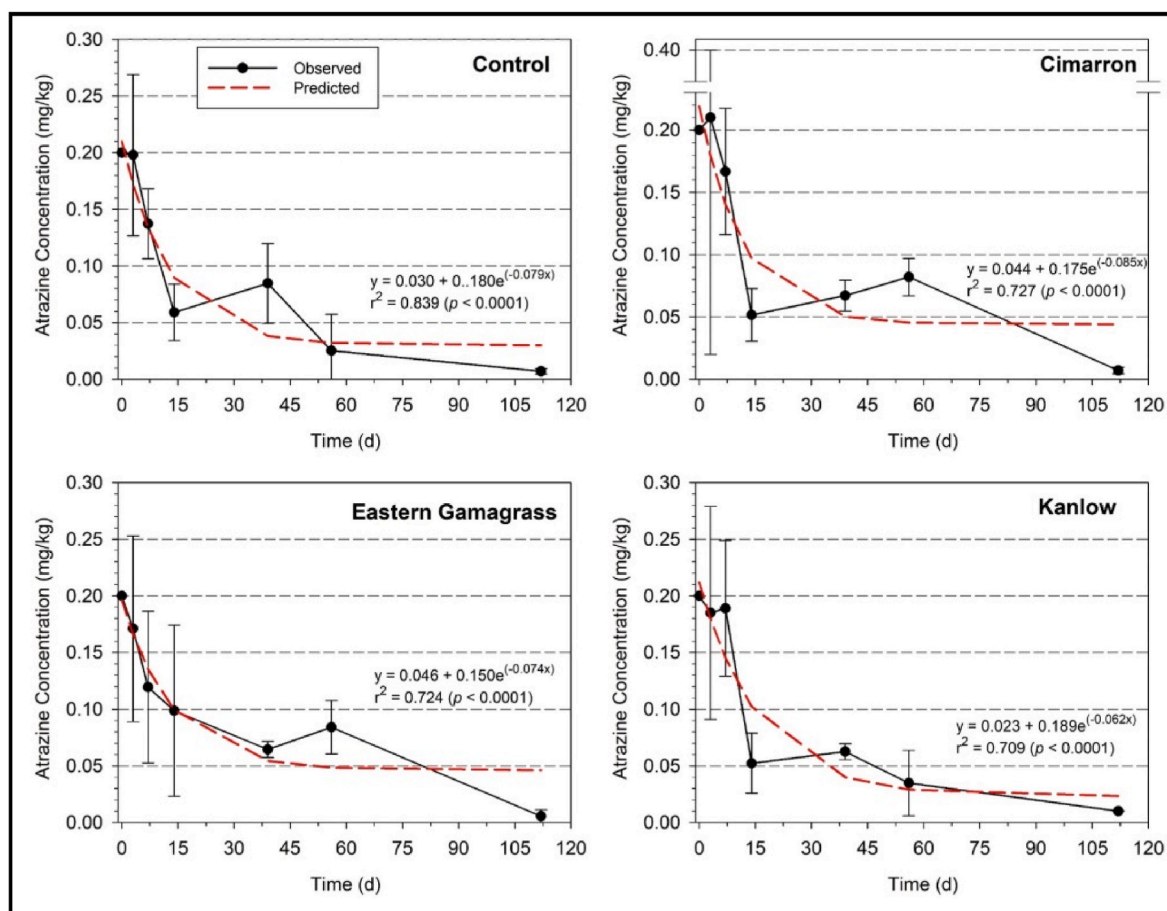 0.30
0.25
0.20
0.15
0.10
0.05
0.00
Atrazine Concentration (mg/kg)
Observed
Predicted
Control
y = 0.030 + 0..180e(-0.079x)
r2 = 0.839 (p < 0.0001)
0 15 30 45 60 75 90 105 120
Time (d)
0.40
0.20
0.15
0.10
0.05
0.00
Atrazine Concentration (mg/kg)
Cimarron
y = 0.044 + 0.175e(-0.085x)
r2 = 0.727 (p < 0.0001)
0 15 30 45 60 75 90 105 120
Time (d)
0.30
0.25
0.20
0.15
0.10
0.05
0.00
Atrazine Concentration (mg/kg)
Eastern Gamagrass
y = 0.046 + 0.150e(-0.074x)
r2 = 0.724 (p < 0.0001)
0 15 30 45 60 75 90 105 120
Time (d)
0.30
0.25
0.20
0.15
0.10
0.05
0.00
Atrazine Concentration (mg/kg)
Kanlow
y = 0.023 + 0.189e(-0.062x)
r2 = 0.709 (p < 0.0001)
0 15 30 45 60 75 90 105 120
Time (d)